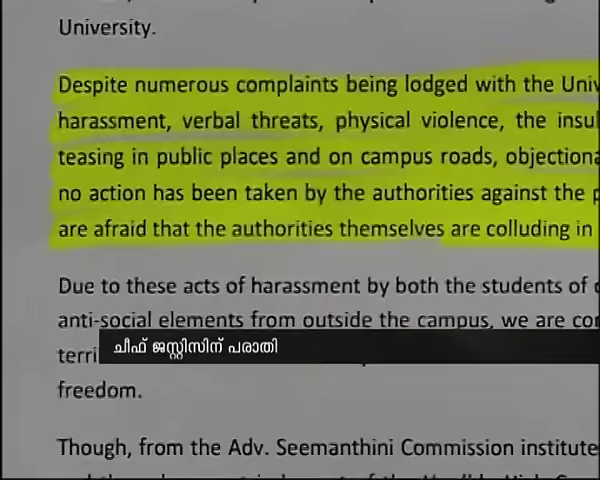 University.
Despite numerous complaints being lodged with the Univ
harassment, verbal threats, physical violence, the insul
teasing in public places and on campus roads, objectiona
no action has been taken by the authorities against the p
are afraid that the authorities themselves are colluding in
Due to these acts of harassment by both the students of
anti-social elements from outside the campus, we are con
terri
ചീഫ് ജസ്റ്റിസിന് പരാതി
freedom.
Though, from the Adv. Seemanthini Commission institute